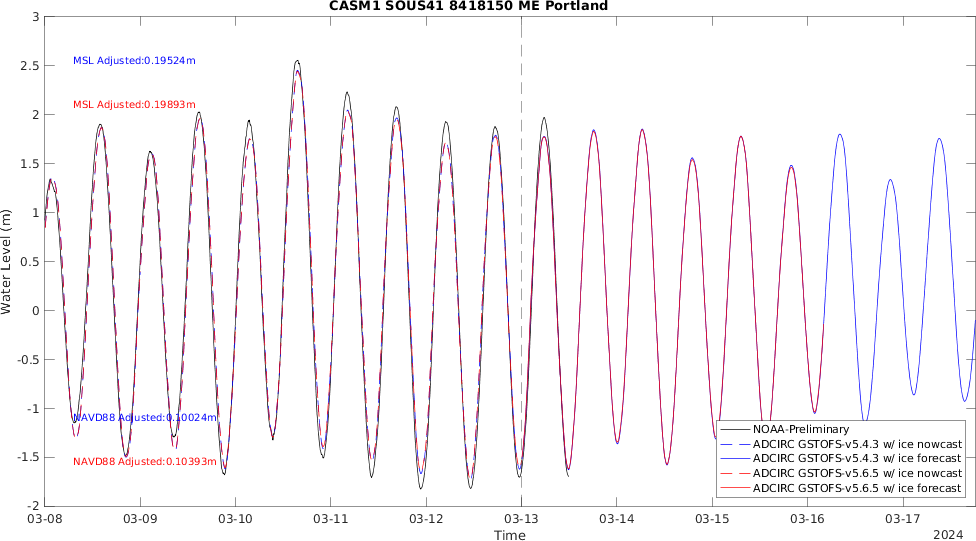 CASM1 SOUS41 8418150 ME Portland
3
2.5
2
1.5
1
0.5
0
-0.5
-1
-1.5
-2
Water Level (m)
MSL Adjusted:0.19524m
MSL Adjusted:0.19893m
NAVD88 Adjusted:0.10024m
NAVD88 Adjusted:0.10393m
NOAA-Preliminary
ADCIRC GSTOFS-v5.4.3 w/ ice nowcast
ADCIRC GSTOFS-v5.4.3 w/ ice forecast
ADCIRC GSTOFS-v5.6.5 w/ ice nowcast
ADCIRC GSTOFS-v5.6.5 w/ ice forecast
03-08 03-09 03-10 03-11 03-12 03-13 03-14 03-15 03-16 03-17
Time
2024